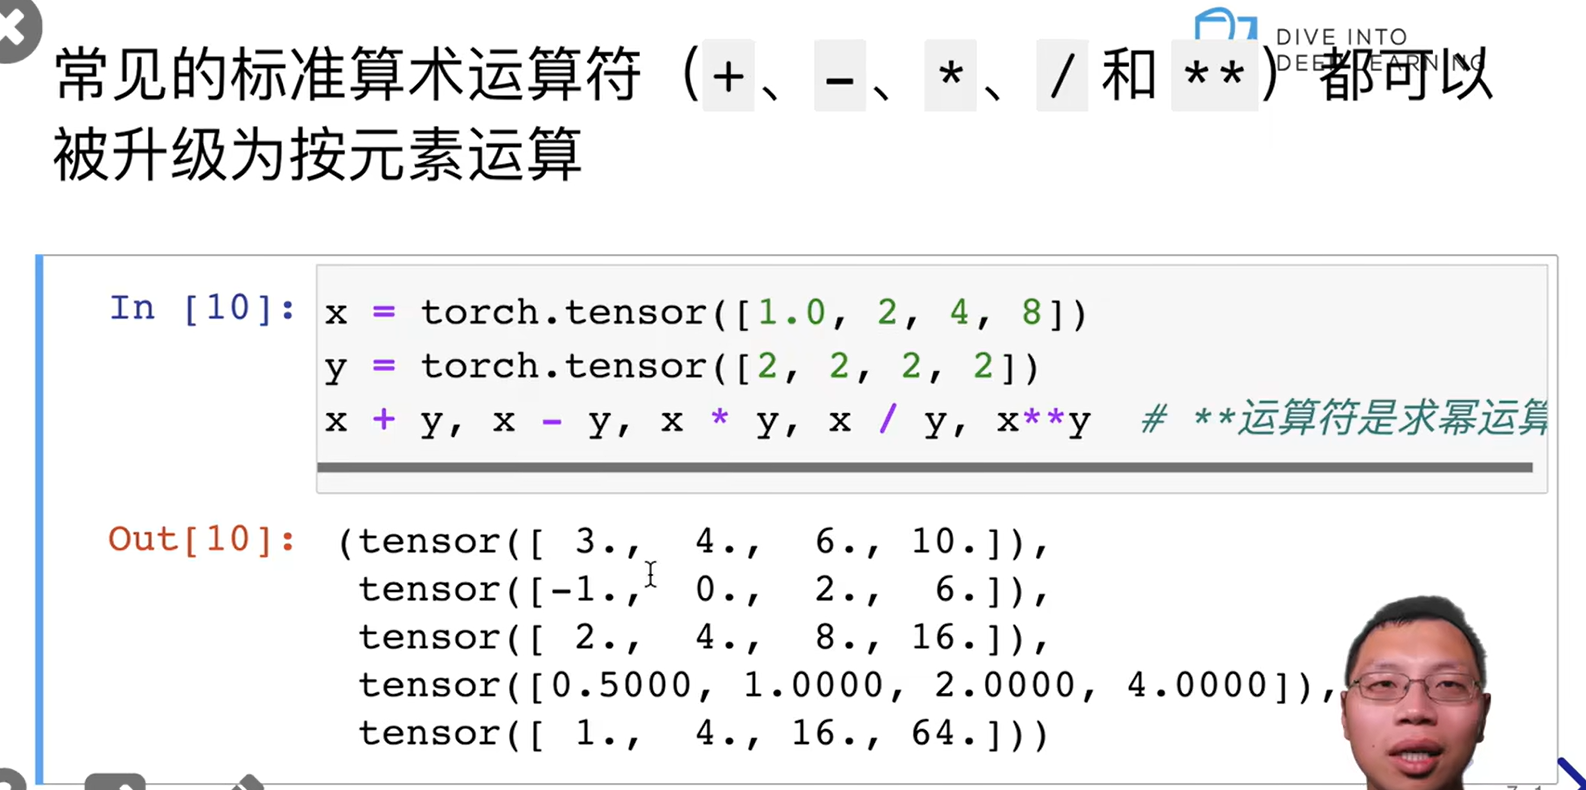 DIVE INTO
DEEP LEARNING
常见的标准算术运算符（+、-、*、/ 和 **）都可以
被升级为按元素运算
In [10]: x = torch.tensor([1.0, 2, 4, 8])
y = torch.tensor([2, 2, 2, 2])
x + y, x - y, x * y, x / y, x**y  # **运算符是求幂运算
Out[10]: (tensor([ 3.,  4.,  6., 10.]),
tensor([-1.,  0.,  2.,  6.]),
tensor([ 2.,  4.,  8., 16.]),
tensor([0.5000, 1.0000, 2.0000, 4.0000]),
tensor([ 1.,  4., 16., 64.]))